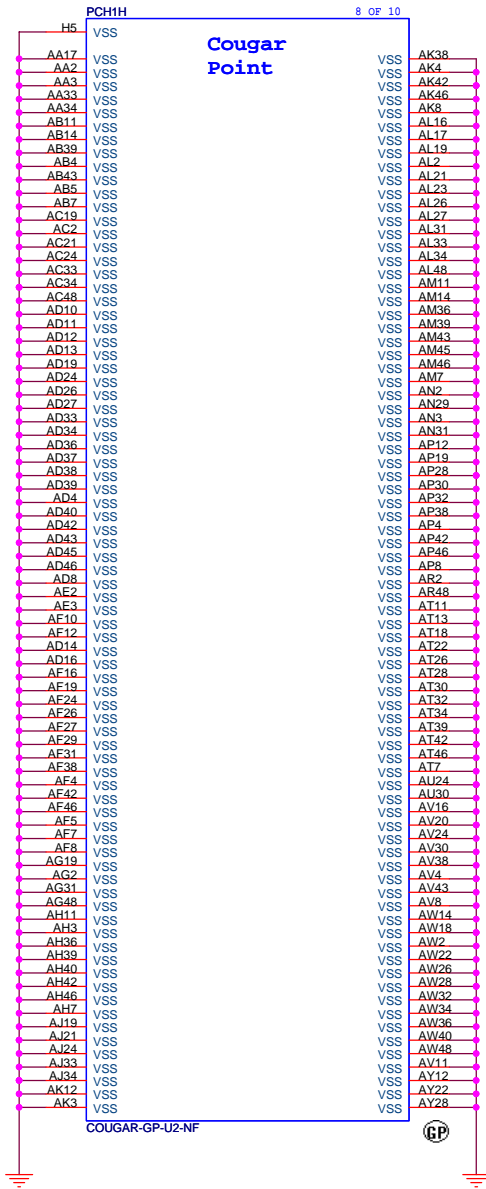 PCH1H 8 OF 10
Cougar
Point
H5 VSS
AA17 VSS VSS AK38
AA2 VSS VSS AK4
AA3 VSS VSS AK42
AA33 VSS VSS AK46
AA34 VSS VSS AK8
AB11 VSS VSS AL16
AB14 VSS VSS AL17
AB39 VSS VSS AL19
AB4 VSS VSS AL2
AB43 VSS VSS AL21
AB5 VSS VSS AL23
AB7 VSS VSS AL26
AC19 VSS VSS AL27
AC2 VSS VSS AL31
AC21 VSS VSS AL33
AC24 VSS VSS AL34
AC33 VSS VSS AL48
AC34 VSS VSS AM11
AC48 VSS VSS AM14
AD10 VSS VSS AM36
AD11 VSS VSS AM39
AD12 VSS VSS AM43
AD13 VSS VSS AM45
AD19 VSS VSS AM46
AD24 VSS VSS AM7
AD26 VSS VSS AN2
AD27 VSS VSS AN29
AD33 VSS VSS AN3
AD34 VSS VSS AN31
AD36 VSS VSS AP12
AD37 VSS VSS AP19
AD38 VSS VSS AP28
AD39 VSS VSS AP30
AD4 VSS VSS AP32
AD40 VSS VSS AP38
AD42 VSS VSS AP4
AD43 VSS VSS AP42
AD45 VSS VSS AP46
AD46 VSS VSS AP8
AD8 VSS VSS AR2
AE2 VSS VSS AR48
AE3 VSS VSS AT11
AF10 VSS VSS AT13
AF12 VSS VSS AT18
AD14 VSS VSS AT22
AD16 VSS VSS AT26
AF16 VSS VSS AT28
AF19 VSS VSS AT30
AF24 VSS VSS AT32
AF26 VSS VSS AT34
AF27 VSS VSS AT39
AF29 VSS VSS AT42
AF31 VSS VSS AT46
AF38 VSS VSS AT7
AF4 VSS VSS AU24
AF42 VSS VSS AU30
AF46 VSS VSS AV16
AF5 VSS VSS AV20
AF7 VSS VSS AV24
AF8 VSS VSS AV30
AG19 VSS VSS AV38
AG2 VSS VSS AV4
AG31 VSS VSS AV43
AG48 VSS VSS AV8
AH11 VSS VSS AW14
AH3 VSS VSS AW18
AH36 VSS VSS AW2
AH39 VSS VSS AW22
AH40 VSS VSS AW26
AH42 VSS VSS AW28
AH46 VSS VSS AW32
AH7 VSS VSS AW34
AJ19 VSS VSS AW36
AJ21 VSS VSS AW40
AJ24 VSS VSS AW48
AJ33 VSS VSS AV11
AJ34 VSS VSS AY12
AK12 VSS VSS AY22
AK3 VSS VSS AY28
COUGAR-GP-U2-NF GP